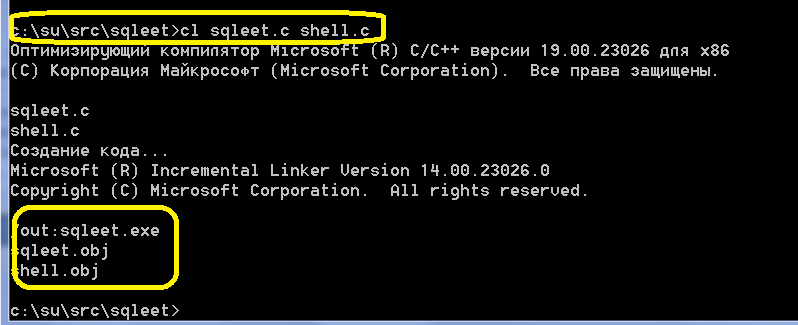 c:\su\src\sqleet>cl sqleet.c shell.c
Оптимизирующий компилятор Microsoft (R) C/C++ версии 19.00.23026 для x86
(C) Корпорация Майкрософт (Microsoft Corporation).  Все права защищены.
sqleet.c
shell.c
Создание кода...
Microsoft (R) Incremental Linker Version 14.00.23026.0
Copyright (C) Microsoft Corporation.  All rights reserved.
/out:sqleet.exe
sqleet.obj
shell.obj
c:\su\src\sqleet>